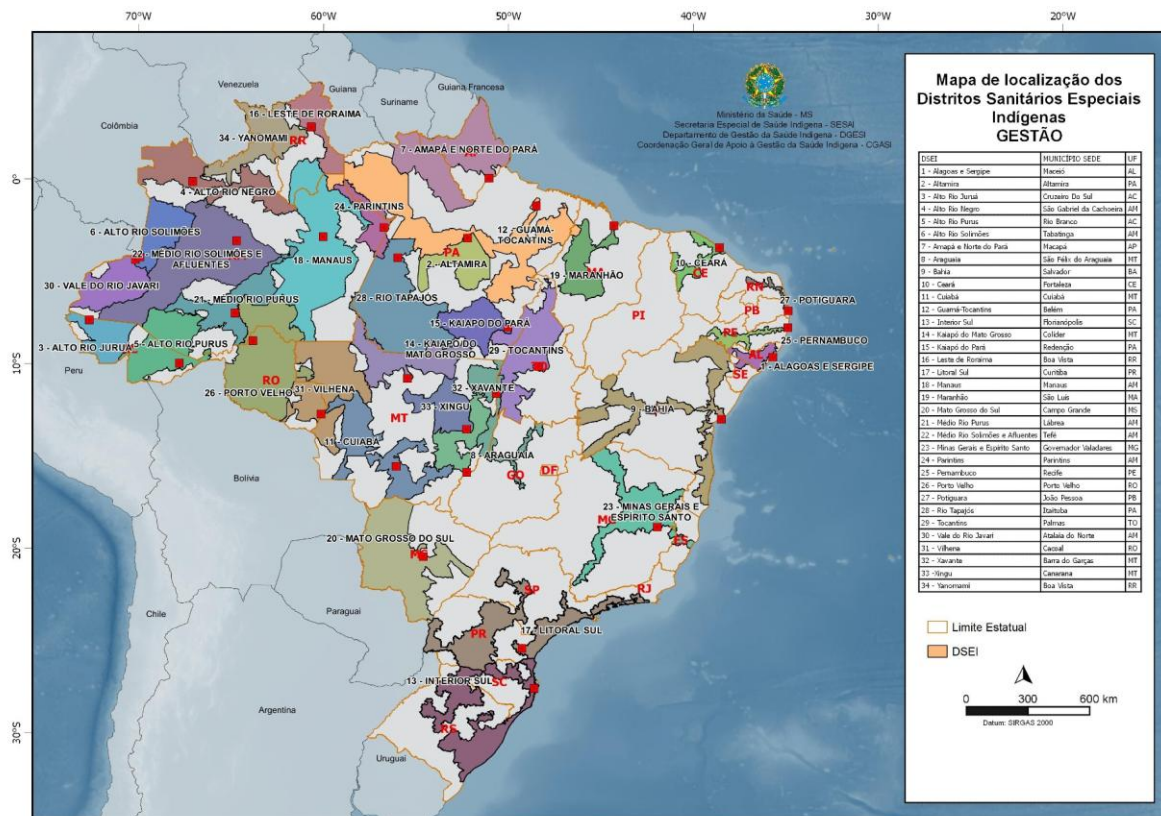 70°W 60°W 50°W 40°W 30°W 20°W
0°
10°S
20°S
30°S
Venezuela
Guiana
Suriname
Guiana Francesa
Colômbia
Peru
Bolívia
Chile
Paraguai
Argentina
Uruguai
Ministério da Saúde - MS
Secretaria Especial de Saúde Indígena - SESAI
Departamento de Gestão da Saúde Indígena - DGESI
Coordenação Geral de Apoio à Gestão da Saúde Indígena - CGASI
16 - LESTE DE RORAIMA
34 - YANOMAMI
RR
7 - AMAPÁ E NORTE DO PARÁ
4 - ALTO RIO NEGRO
24 - PARINTINS
6 - ALTO RIO SOLIMÕES
22 - MÉDIO RIO SOLIMÕES E
AFLUENTES
12 - GUAMÁ-
TOCANTINS
PA
2 - ALTAMIRA
18 - MANAUS
19 - MARANHÃO
10 - CEARÁ
CE
30 - VALE DO RIO JAVARI
21 - MÉDIO RIO PURUS
28 - RIO TAPAJÓS
RN
27 - POTIGUARA
PB
PI
15 - KAIAPÓ DO PARÁ
PE
25 - PERNAMBUCO
3 - ALTO RIO JURUÁ
5 - ALTO RIO PURUS
14 - KAIAPÓ DO
MATO GROSSO
29 - TOCANTINS
AL
1 - ALAGOAS E SERGIPE
SE
RO
26 - PORTO VELHO
31 - VILHENA
32 - XAVANTE
MT
33 - XINGU
9 - BAHIA
11 - CUIABÁ
8 - ARAGUAIA
GO
DF
23 - MINAS GERAIS E
ESPÍRITO SANTO
MG
ES
20 - MATO GROSSO DO SUL
MS
SP
RJ
PR
17 - LITORAL SUL
13 - INTERIOR SUL
SC
RS
Mapa de localização dos
Distritos Sanitários Especiais
Indígenas
GESTÃO
DSEI MUNICÍPIO SEDE UF
1 - Alagoas e Sergipe Maceió AL
2 - Altamira Altamira PA
3 - Alto Rio Juruá Cruzeiro Do Sul AC
4 - Alto Rio Negro São Gabriel da Cachoeira AM
5 - Alto Rio Purus Rio Branco AC
6 - Alto Rio Solimões Tabatinga AM
7 - Amapá e Norte do Pará Macapá AP
8 - Araguaia São Félix do Araguaia MT
9 - Bahia Salvador BA
10 - Ceará Fortaleza CE
11 - Cuiabá Cuiabá MT
12 - Guamá-Tocantins Belém PA
13 - Interior Sul Florianópolis SC
14 - Kaiapó do Mato Grosso Colider MT
15 - Kaiapó do Pará Redenção PA
16 - Leste de Roraima Boa Vista RR
17 - Litoral Sul Curitiba PR
18 - Manaus Manaus AM
19 - Maranhão São Luis MA
20 - Mato Grosso do Sul Campo Grande MS
21 - Médio Rio Purus Lábrea AM
22 - Médio Rio Solimões e Afluentes Tefé AM
23 - Minas Gerais e Espírito Santo Governador Valadares MG
24 - Parintins Parintins AM
25 - Pernambuco Recife PE
26 - Porto Velho Porto Velho RO
27 - Potiguara João Pessoa PB
28 - Rio Tapajós Itaituba PA
29 - Tocantins Palmas TO
30 - Vale do Rio Javari Atalaia do Norte AM
31 - Vilhena Cacoal RO
32 - Xavante Barra do Garças MT
33 -Xingu Canarana MT
34 - Yanomami Boa Vista RR
Limite Estatual
DSEI
0 300 600 km
Datum: SIRGAS 2000